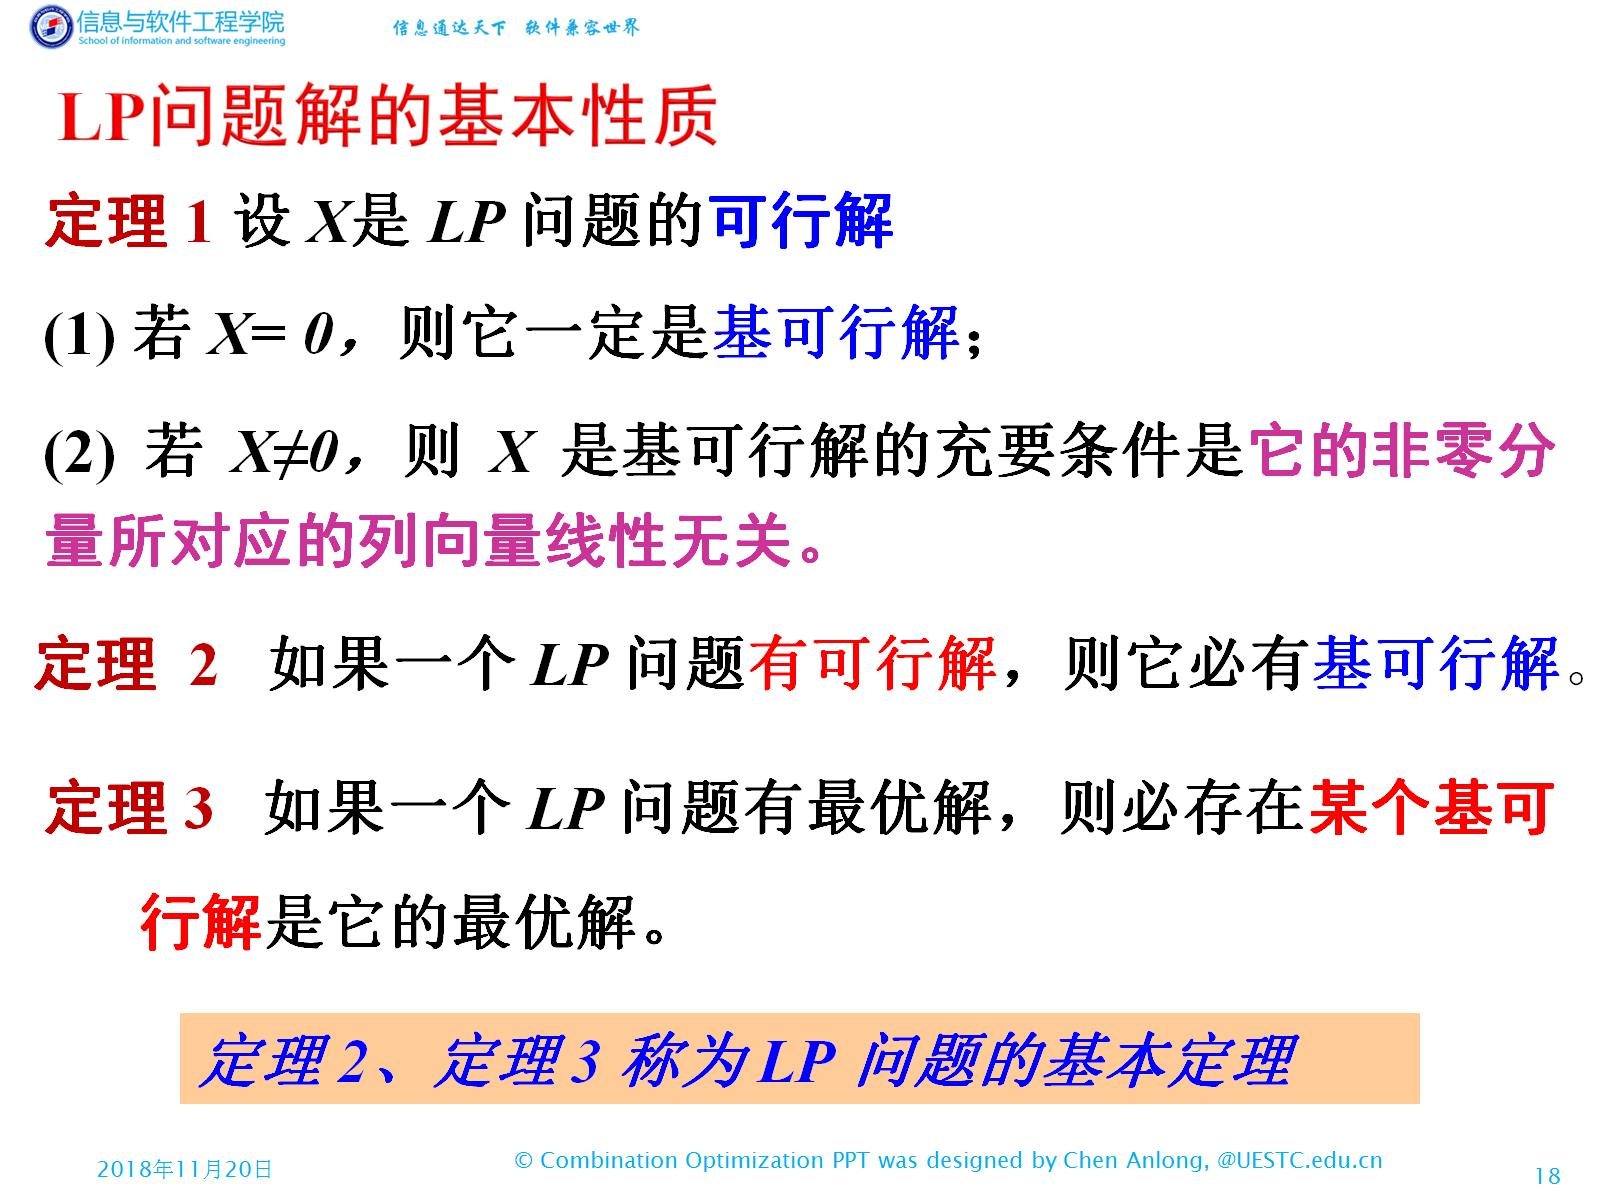 信息与软件工程学院
School of information and software engineering
信息通达天下 软件兼容世界
LP问题解的基本性质
定理 1 设 X是 LP 问题的可行解
(1) 若 X= 0，则它一定是基可行解；
(2) 若 X≠0，则 X 是基可行解的充要条件是它的非零分
量所对应的列向量线性无关。
定理 2 如果一个 LP 问题有可行解，则它必有基可行解。
定理 3 如果一个 LP 问题有最优解，则必存在某个基可
行解是它的最优解。
定理 2、定理 3 称为 LP 问题的基本定理
2018年11月20日
© Combination Optimization PPT was designed by Chen Anlong, @UESTC.edu.cn
18